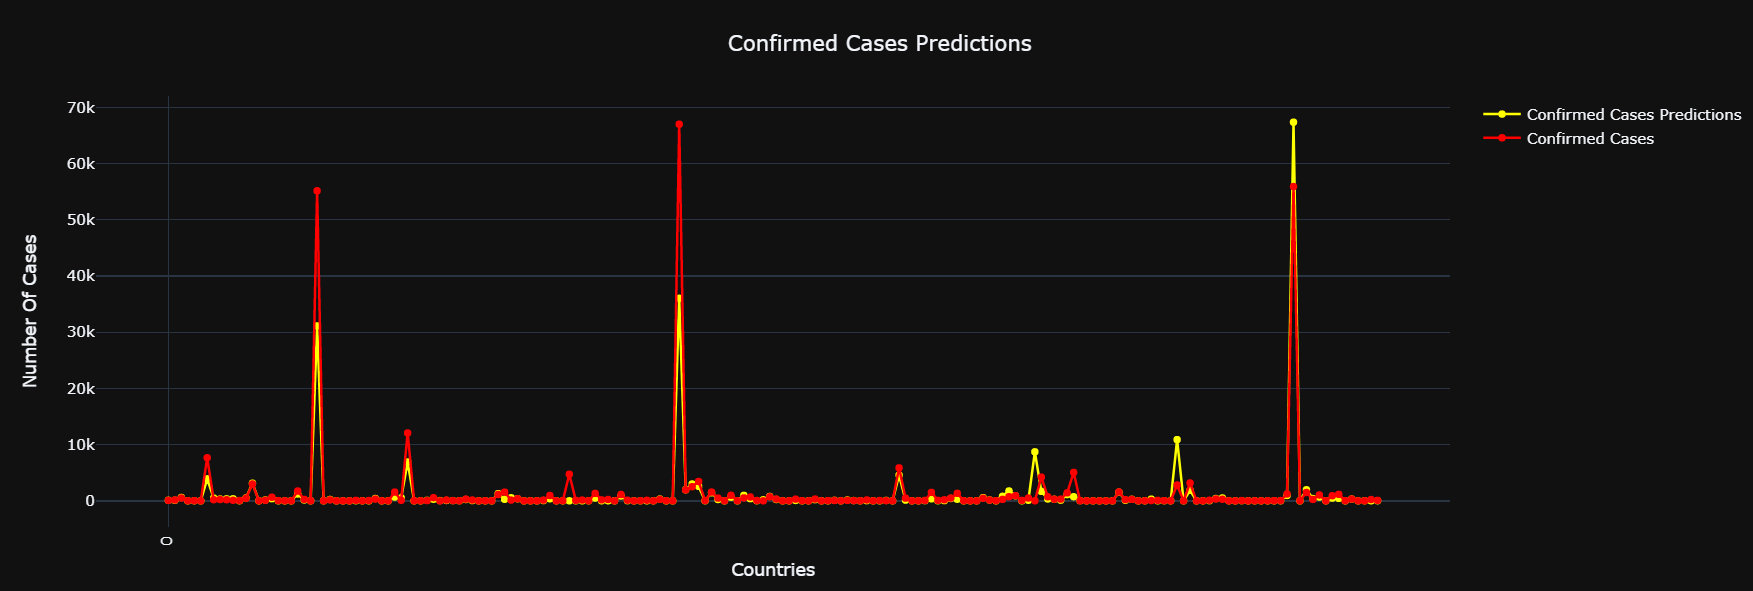 Confirmed Cases Predictions
70k
60k
50k
40k
30k
20k
10k
0
Number Of Cases
0
Countries
Confirmed Cases Predictions
Confirmed Cases